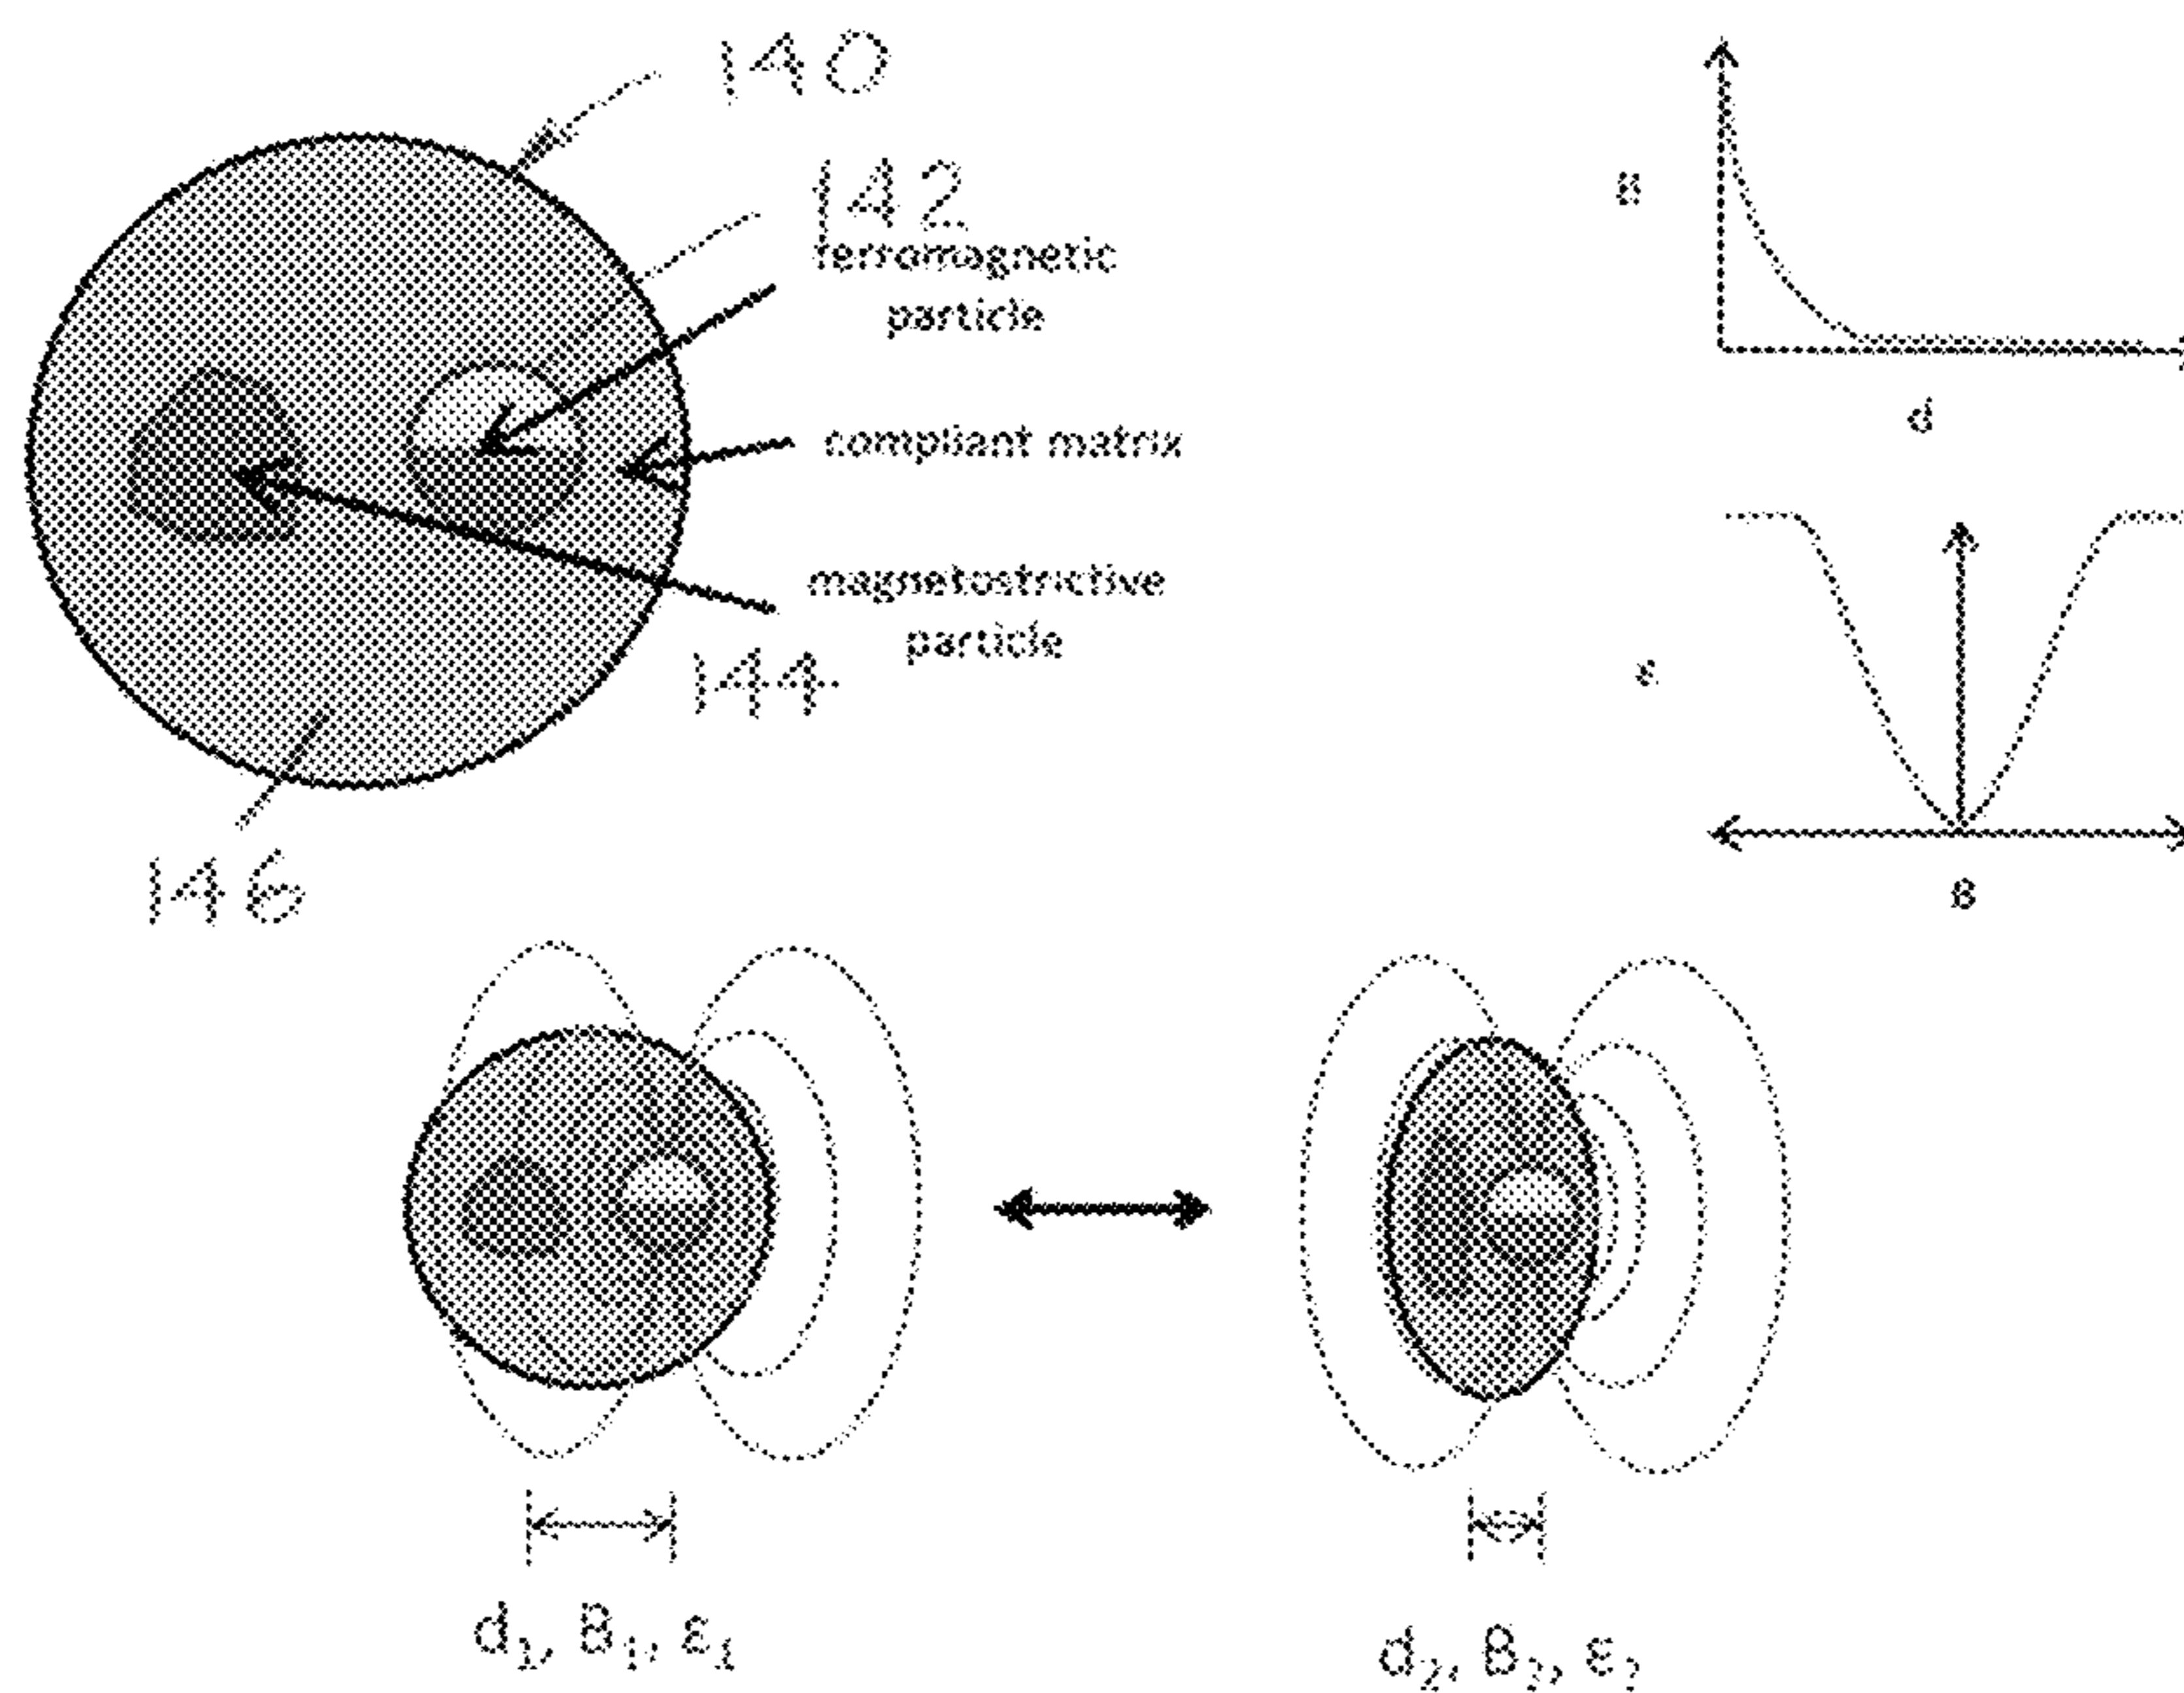 140
142
ferromagnetic
particle
compliant matrix
magnetostrictive
particle
144
146
B
d
ε
B
d₁, B₁, ε₁
d₂, B₂, ε₂